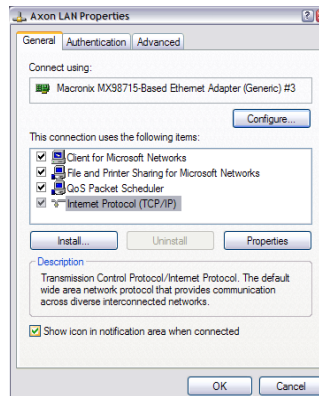 Axon LAN Properties
General Authentication Advanced
Connect using:
Macronix MX98715-Based Ethernet Adapter (Generic) #3
Configure...
This connection uses the following items:
Client for Microsoft Networks
File and Printer Sharing for Microsoft Networks
QoS Packet Scheduler
Internet Protocol (TCP/IP)
Install... Uninstall Properties
Description
Transmission Control Protocol/Internet Protocol. The default
wide area network protocol that provides communication
across diverse interconnected networks.
Show icon in notification area when connected
OK Cancel